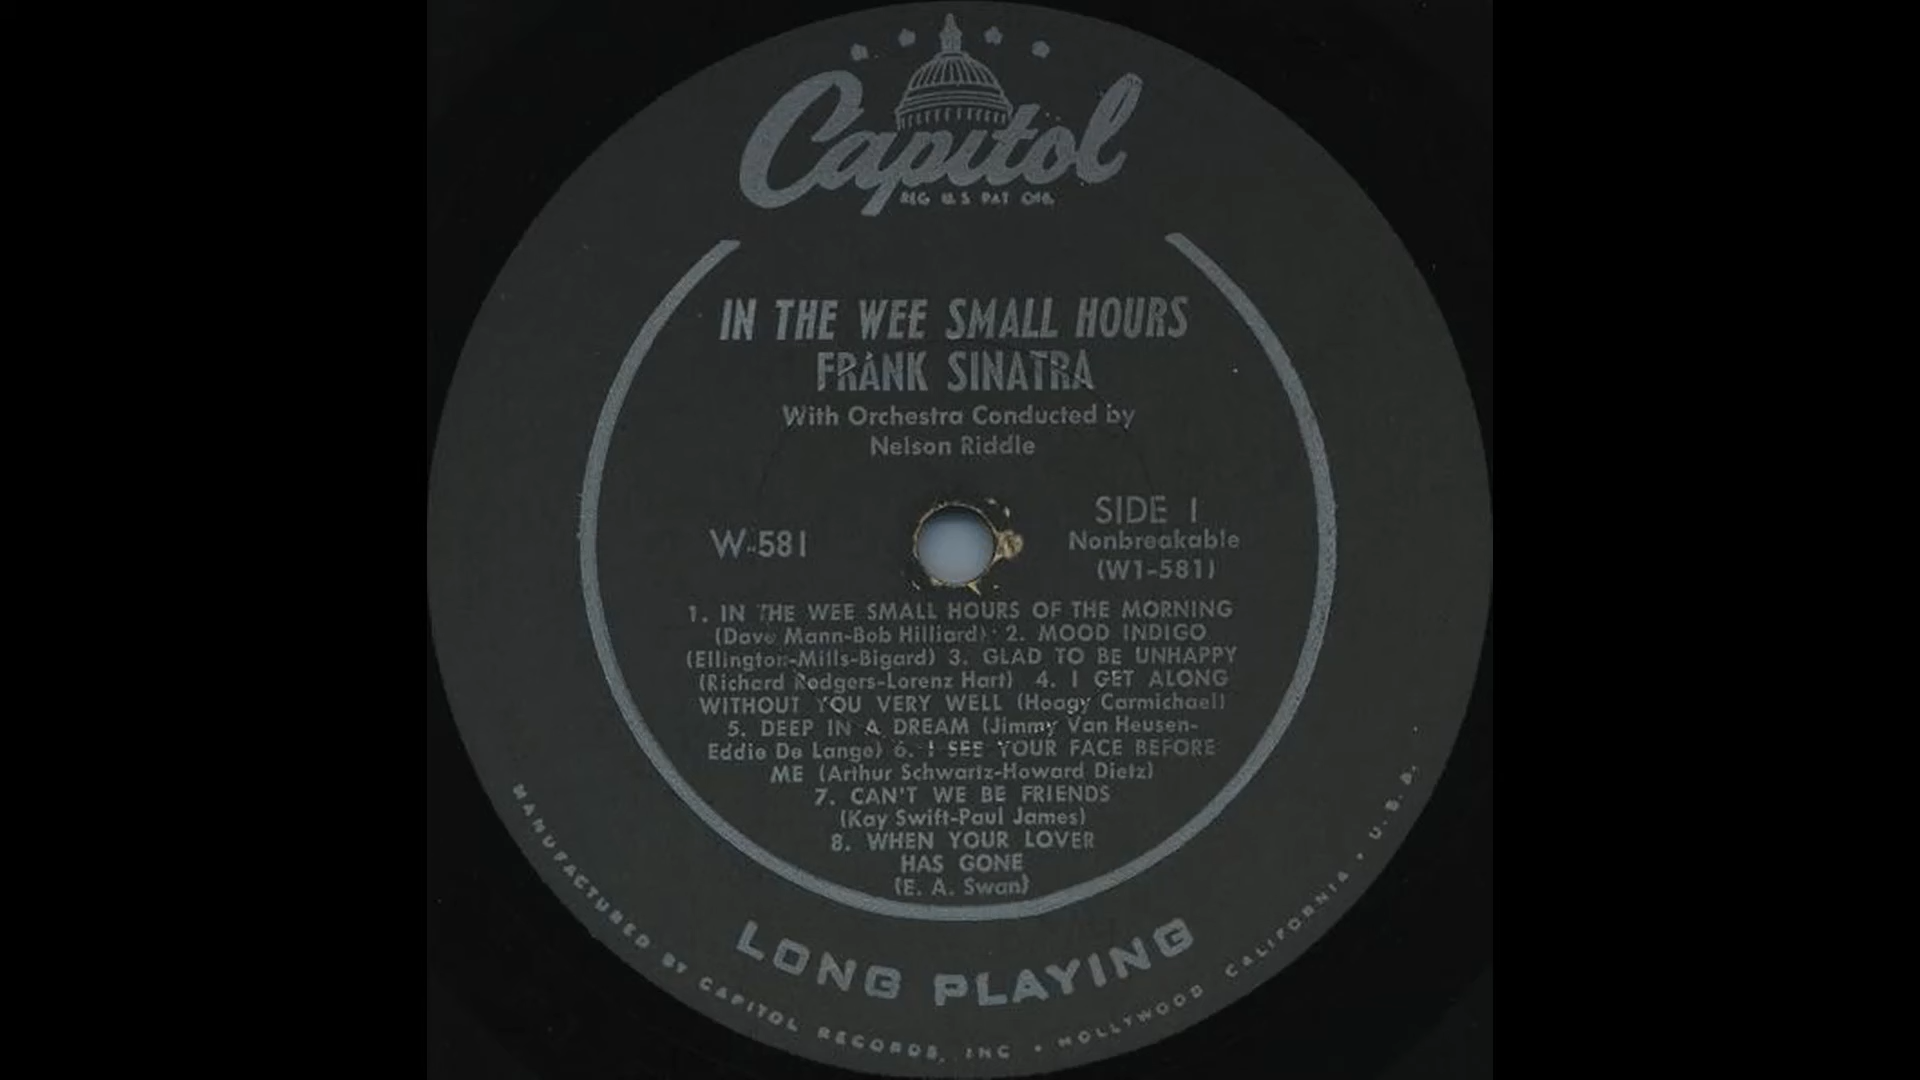 Capitol
REG U.S PAT OFF.
IN THE WEE SMALL HOURS
FRANK SINATRA
With Orchestra Conducted by
Nelson Riddle
W-581
SIDE 1
Nonbreakable
(W1-581)
1. IN THE WEE SMALL HOURS OF THE MORNING
(Dave Mann-Bob Hilliard) 2. MOOD INDIGO
(Ellington-Mills-Bigard) 3. GLAD TO BE UNHAPPY
(Richard Rodgers-Lorenz Hart) 4. I GET ALONG
WITHOUT YOU VERY WELL (Hoagy Carmichael)
5. DEEP IN A DREAM (Jimmy Van Heusen-
Eddie De Lange) 6. I SEE YOUR FACE BEFORE
ME (Arthur Schwartz-Howard Dietz)
7. CAN'T WE BE FRIENDS
(Kay Swift-Paul James)
8. WHEN YOUR LOVER
HAS GONE
(E. A. Swan)
LONG PLAYING
MANUFACTURED BY CAPITOL RECORDS, INC • HOLLYWOOD CALIFORNIA • U.S.A.